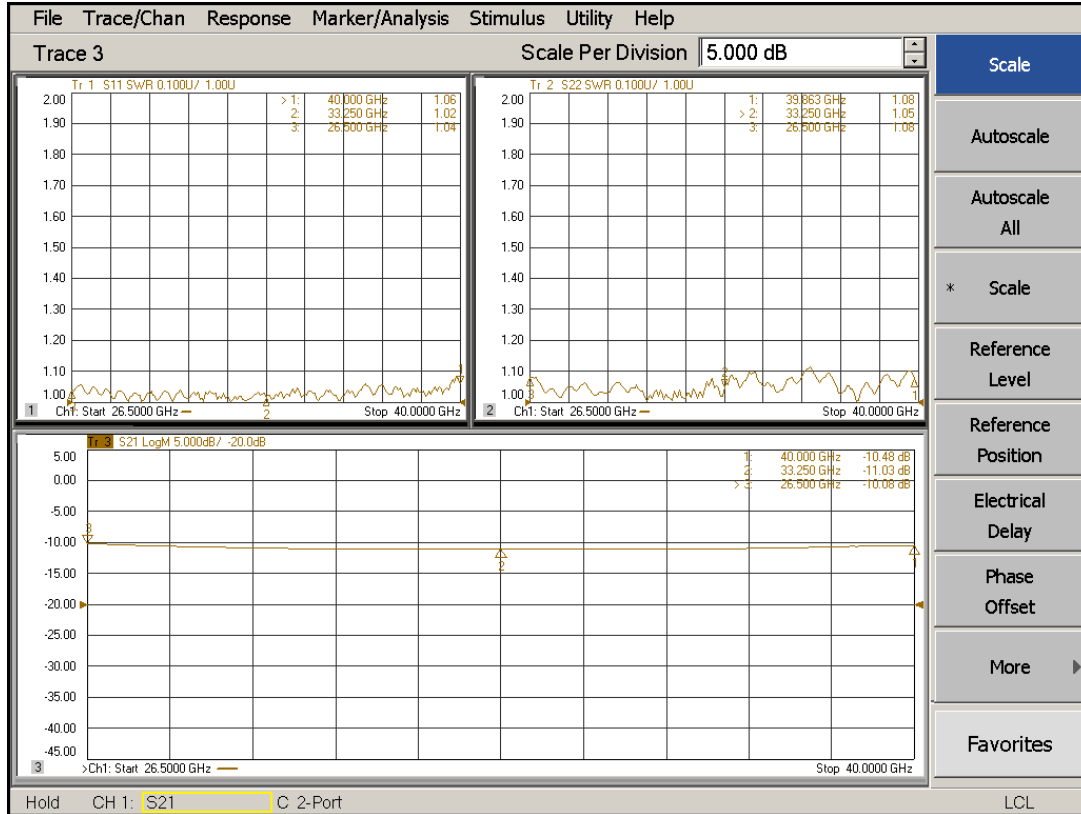 File Trace/Chan Response Marker/Analysis Stimulus Utility Help
Trace 3
Scale Per Division 5.000 dB
Tr 1 S11 SWR 0.100U/ 1.00U
> 1: 40.000 GHz 1.06
2: 33.250 GHz 1.02
3: 26.500 GHz 1.04
2.00
1.90
1.80
1.70
1.60
1.50
1.40
1.30
1.20
1.10
1.00
3
2
1
1 Ch1: Start 26.5000 GHz Stop 40.0000 GHz
Tr 2 S22 SWR 0.100U/ 1.00U
1: 39.863 GHz 1.08
> 2: 33.250 GHz 1.05
3: 26.500 GHz 1.08
2.00
1.90
1.80
1.70
1.60
1.50
1.40
1.30
1.20
1.10
1.00
3
2
1
2 Ch1: Start 26.5000 GHz Stop 40.0000 GHz
Tr 3 S21 LogM 5.000dB/ -20.0dB
1: 40.000 GHz -10.48 dB
2: 33.250 GHz -11.03 dB
> 3: 26.500 GHz -10.08 dB
5.00
0.00
-5.00
-10.00
-15.00
-20.00
-25.00
-30.00
-35.00
-40.00
-45.00
3
2
1
3 >Ch1: Start 26.5000 GHz Stop 40.0000 GHz
Scale
Autoscale
Autoscale
All
* Scale
Reference
Level
Reference
Position
Electrical
Delay
Phase
Offset
More
Favorites
Hold CH 1: S21 C 2-Port LCL